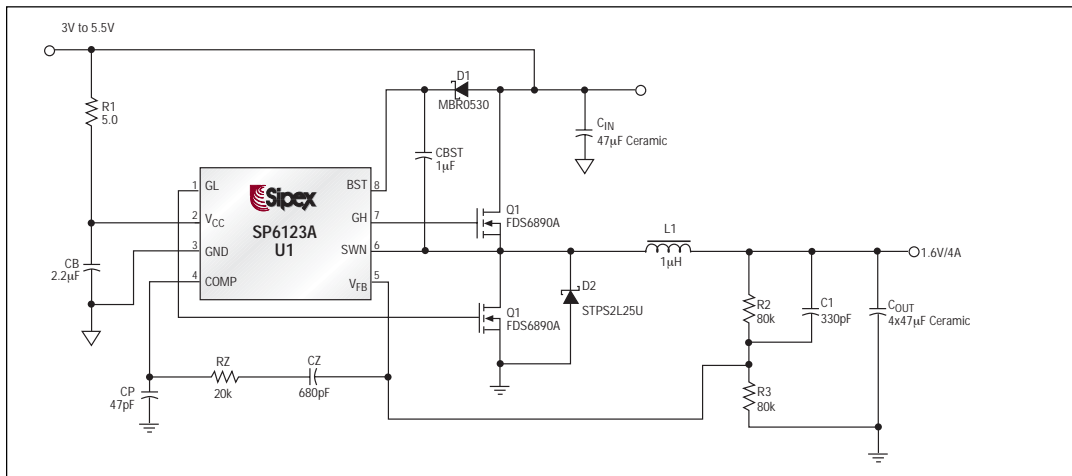 3V to 5.5V
R1
5.0
D1
MBR0530
CIN
47µF Ceramic
CBST
1µF
Sipex
SP6123A
U1
1
GL
2
VCC
3
GND
4
COMP
BST
8
GH
7
SWN
6
VFB
5
CB
2.2µF
Q1
FDS6890A
Q1
FDS6890A
L1
1µH
D2
STPS2L25U
1.6V/4A
R2
80k
C1
330pF
COUT
4x47µF Ceramic
R3
80k
RZ
20k
CZ
680pF
CP
47pF